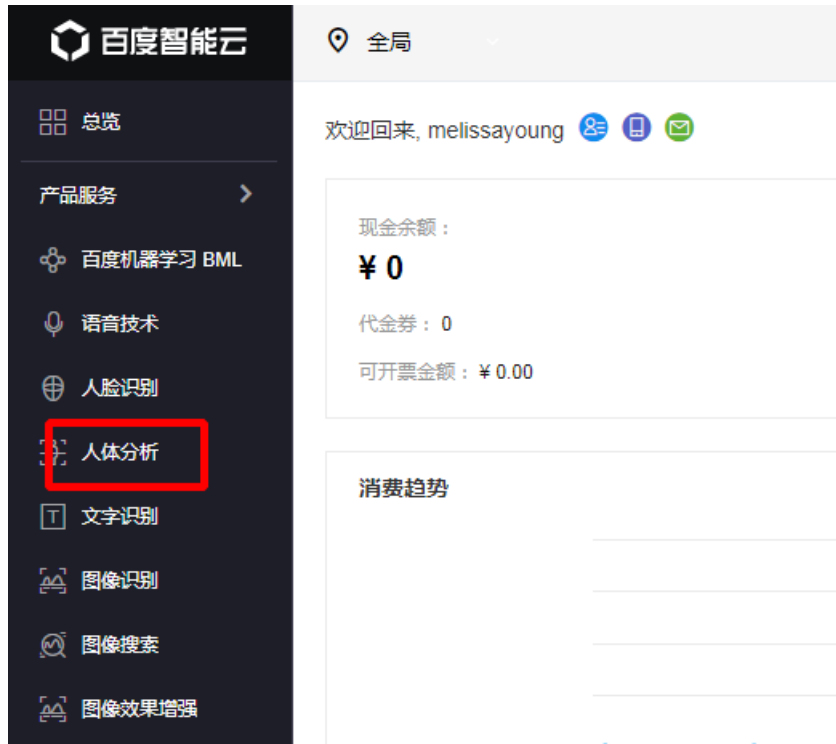 百度智能云
全局
总览
欢迎回来, melissayoung
产品服务
百度机器学习 BML
语音技术
人脸识别
人体分析
文字识别
图像识别
图像搜索
图像效果增强
现金余额：
¥ 0
代金券： 0
可开票金额： ¥ 0.00
消费趋势